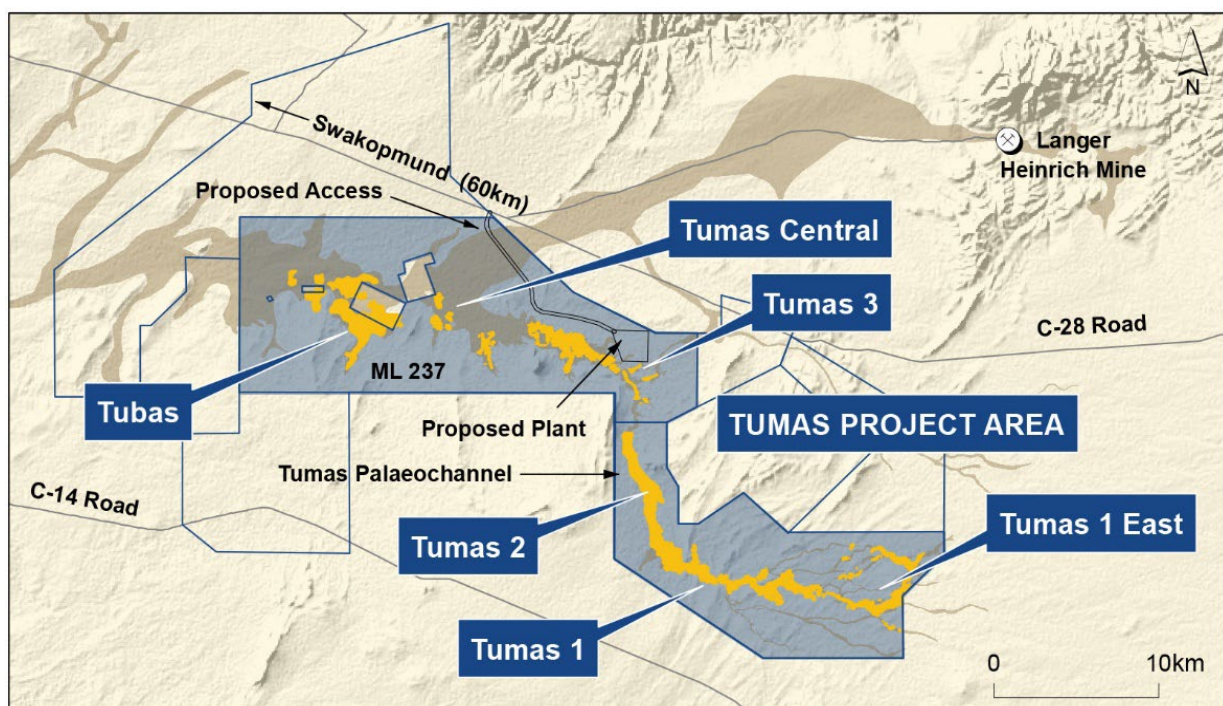 N
Swakopmund (60km)
Langer
Heinrich Mine
Proposed Access
Tumas Central
Tumas 3
C-28 Road
ML 237
Tubas
TUMAS PROJECT AREA
Proposed Plant
Tumas Palaeochannel
C-14 Road
Tumas 2
Tumas 1 East
Tumas 1
0 10km